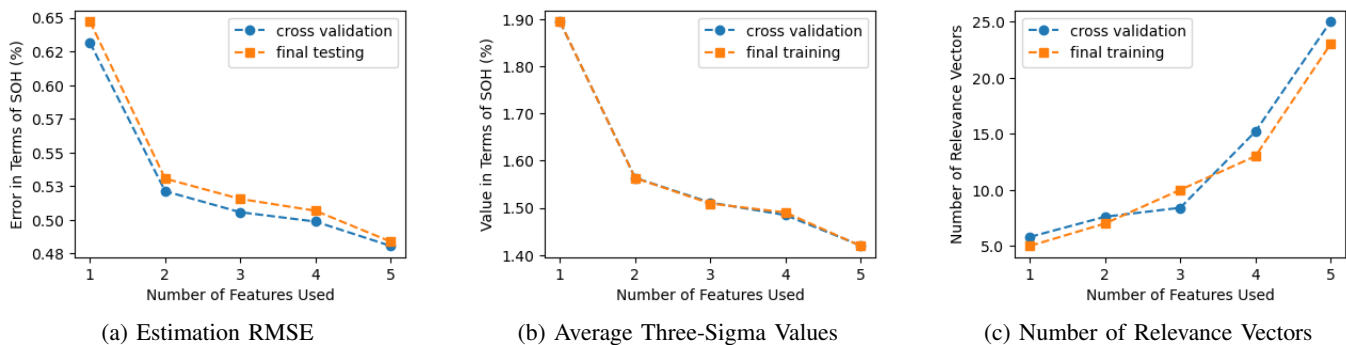 Error in Terms of SOH (%)
0.65
0.62
0.60
0.57
0.55
0.53
0.50
0.48
cross validation
final testing
1 2 3 4 5
Number of Features Used
(a) Estimation RMSE
Value in Terms of SOH (%)
1.90
1.80
1.70
1.60
1.50
1.40
cross validation
final training
1 2 3 4 5
Number of Features Used
(b) Average Three-Sigma Values
Number of Relevance Vectors
25.0
20.0
15.0
10.0
5.0
cross validation
final training
1 2 3 4 5
Number of Features Used
(c) Number of Relevance Vectors